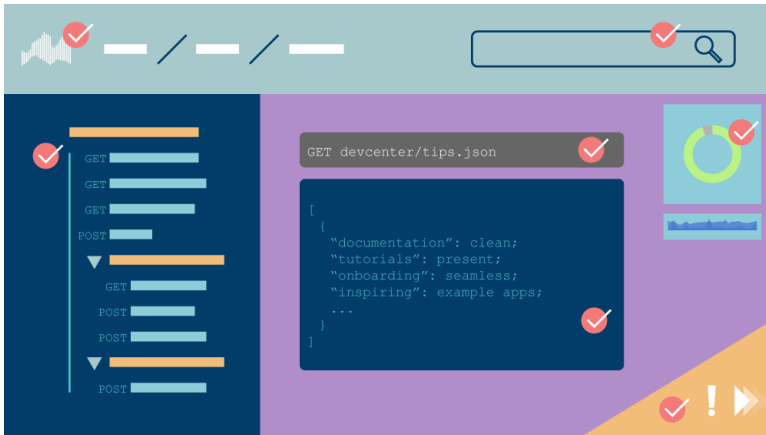 GET
GET
GET
POST
GET
POST
POST
POST
GET devcenter/tips.json
[
{
“documentation”: clean;
“tutorials”: present;
“onboarding”: seamless;
“inspiring”: example apps;
...
}
]
!